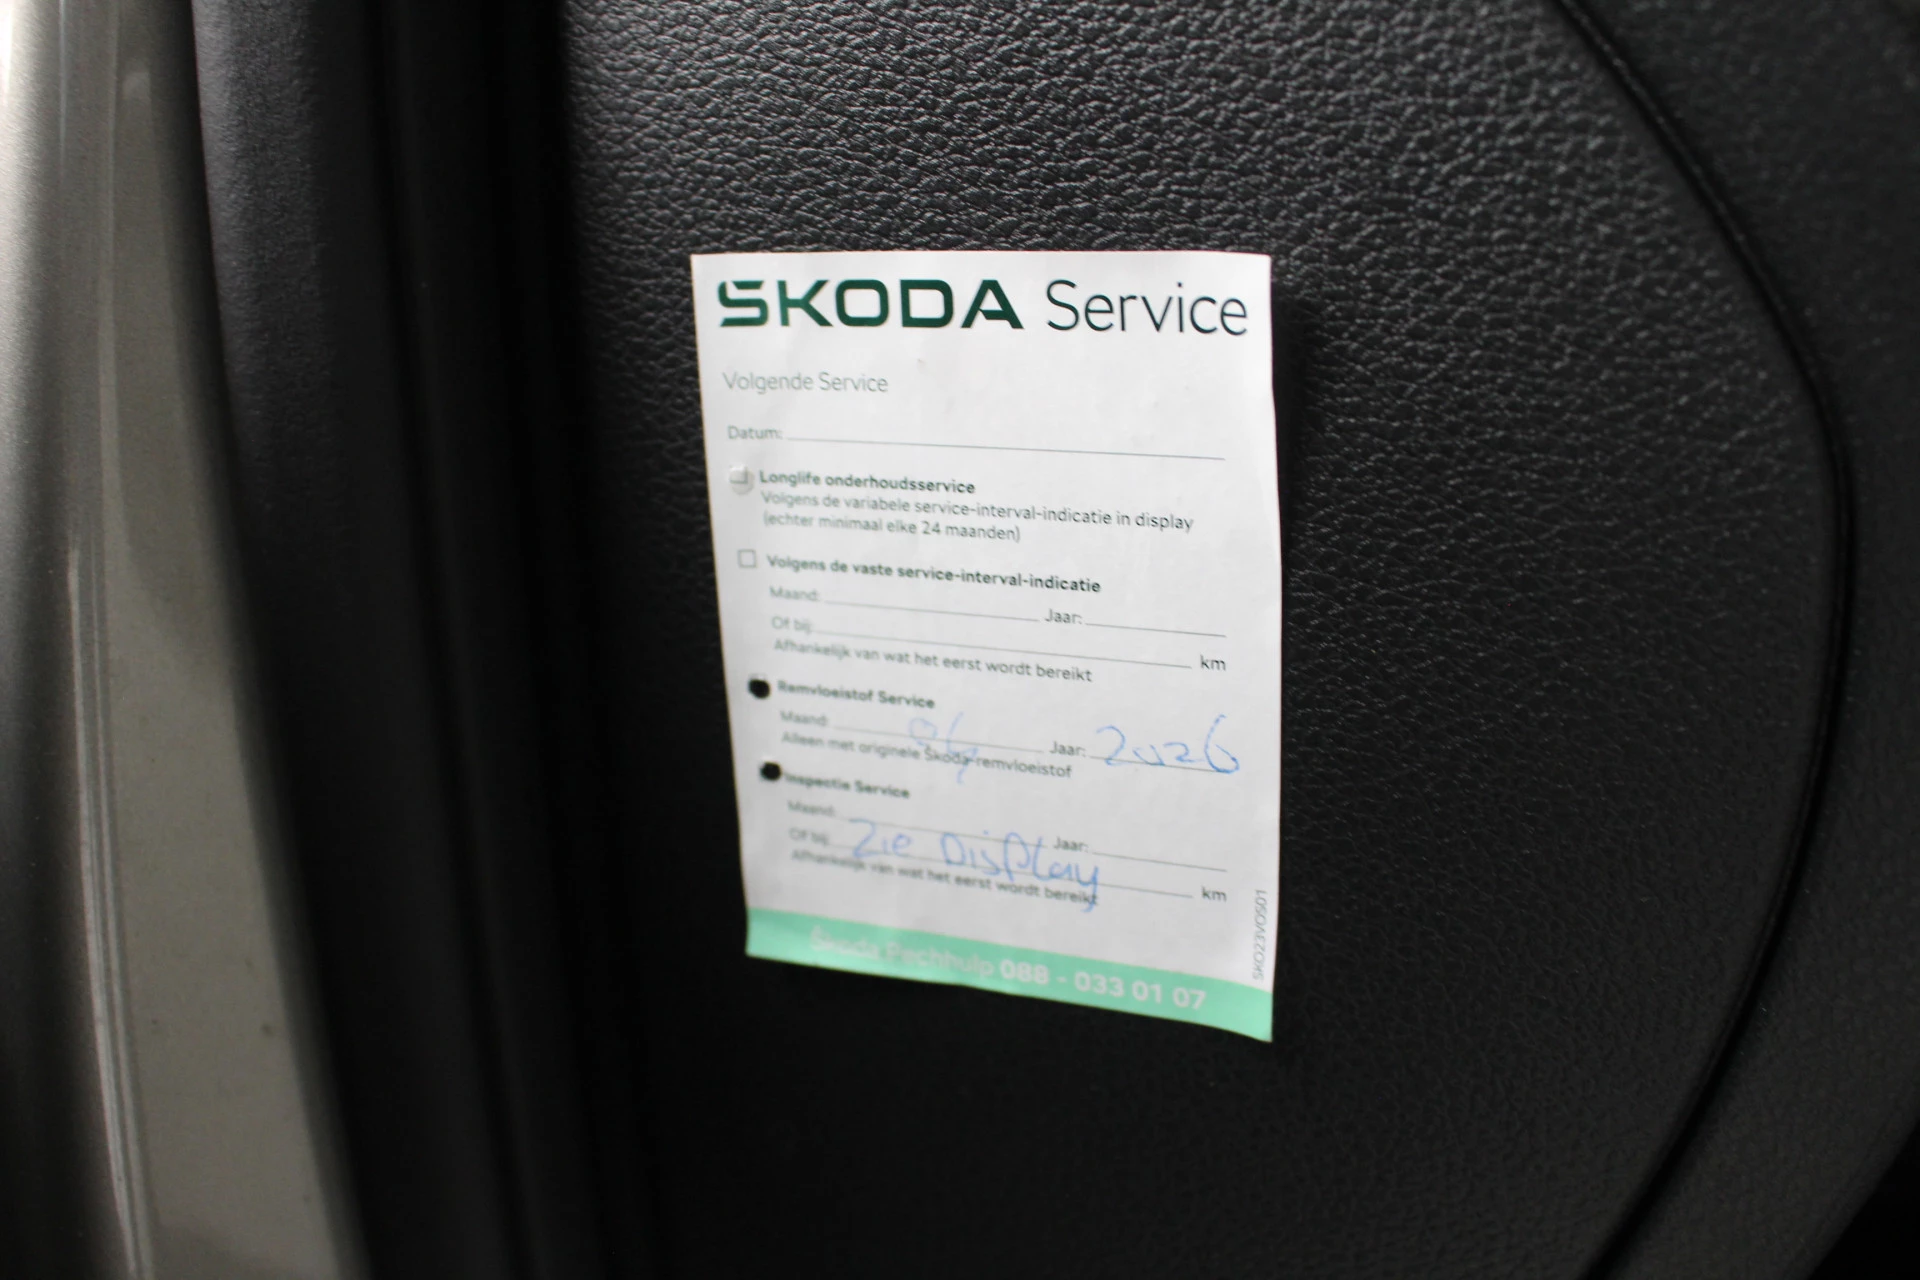 ŠKODA Service
Volgende Service
Datum:
Longlife onderhoudsservice
Volgens de variabele service-interval-indicatie in display
(echter minimaal elke 24 maanden)
Volgens de vaste service-interval-indicatie
Maand: Jaar:
Of bij: km
Afhankelijk van wat het eerst wordt bereikt
Remvloeistof Service
Maand: Jaar: 2026
Alleen met originele Škoda-remvloeistof
Inspectie Service
Maand: Jaar:
Of bij: Zie Display km
Afhankelijk van wat het eerst wordt bereikt
Škoda Pechhulp 088 - 033 01 07
SKO23VOS01